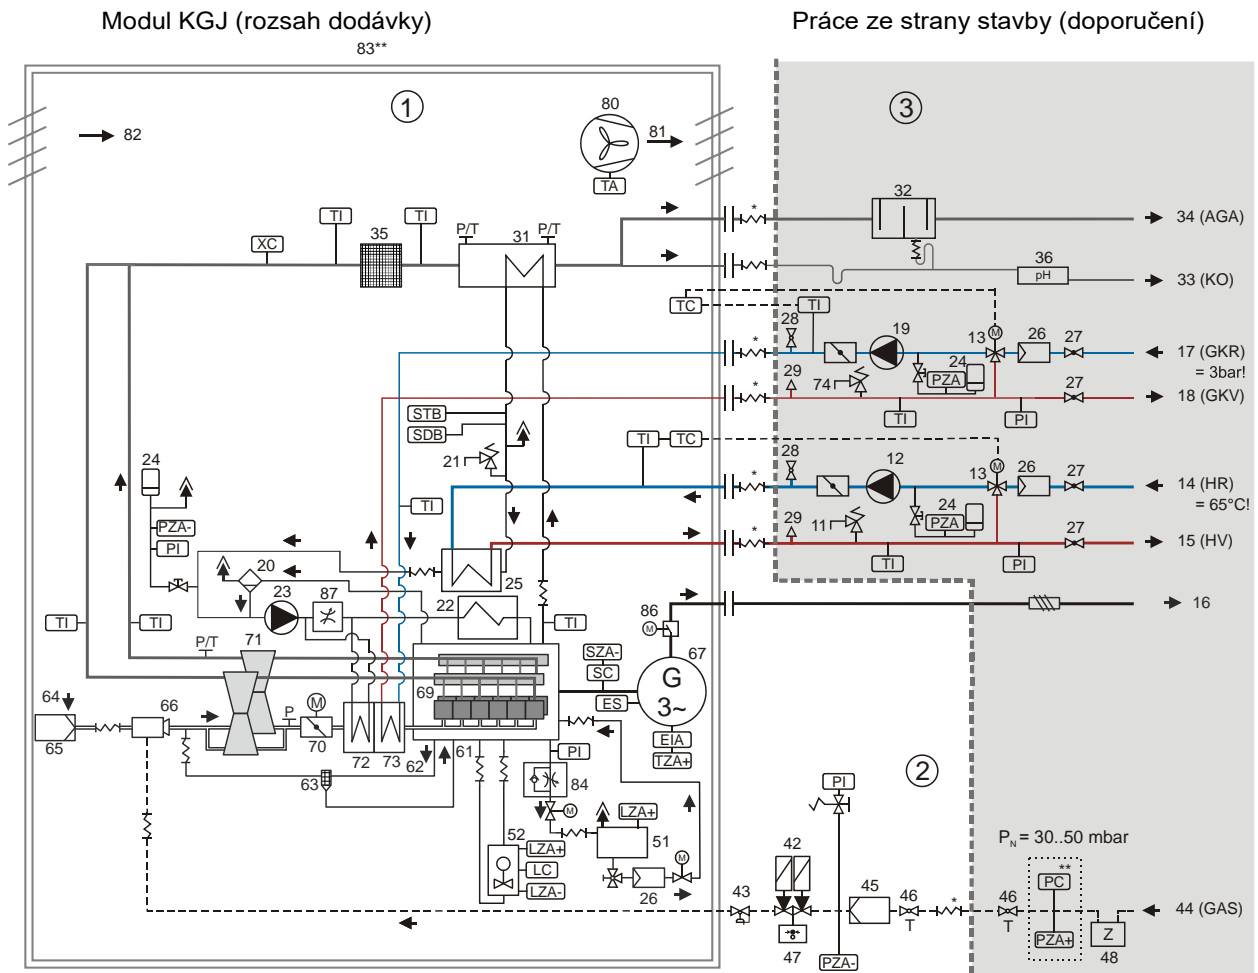 Modul KGJ (rozsah dodávky)
Práce ze strany stavby (doporučení)
83**
1
3
80
82
81
TA
32
34 (AGA)
TI
TI
P/T
P/T
*
XC
35
31
36
pH
*
33 (KO)
TC
TI
28
M
19
13
26
27
17 (GKR)
= 3bar!
*
24
PZA
74
29
*
27
18 (GKV)
TI
PI
STB
SDB
TI
TC
21
24
28
M
12
13
26
27
14 (HR)
= 65°C!
*
TI
24
PZA
11
PZA-
29
*
27
15 (HV)
PI
TI
PI
20
25
23
87
22
86
16
M
TI
TI
TI
P/T
71
SZA-
SC
67
G
3~
69
ES
64
66
M
P
65
70
72
73
62
61
EIA
TZA+
PI
63
84
2
PI
M
LZA+
P_N = 30..50 mbar
52
LZA+
51
M
42
**
PC
LC
LZA-
26
43
45
46
*
46
44 (GAS)
T
T
PZA+
Z
47
PZA-
48